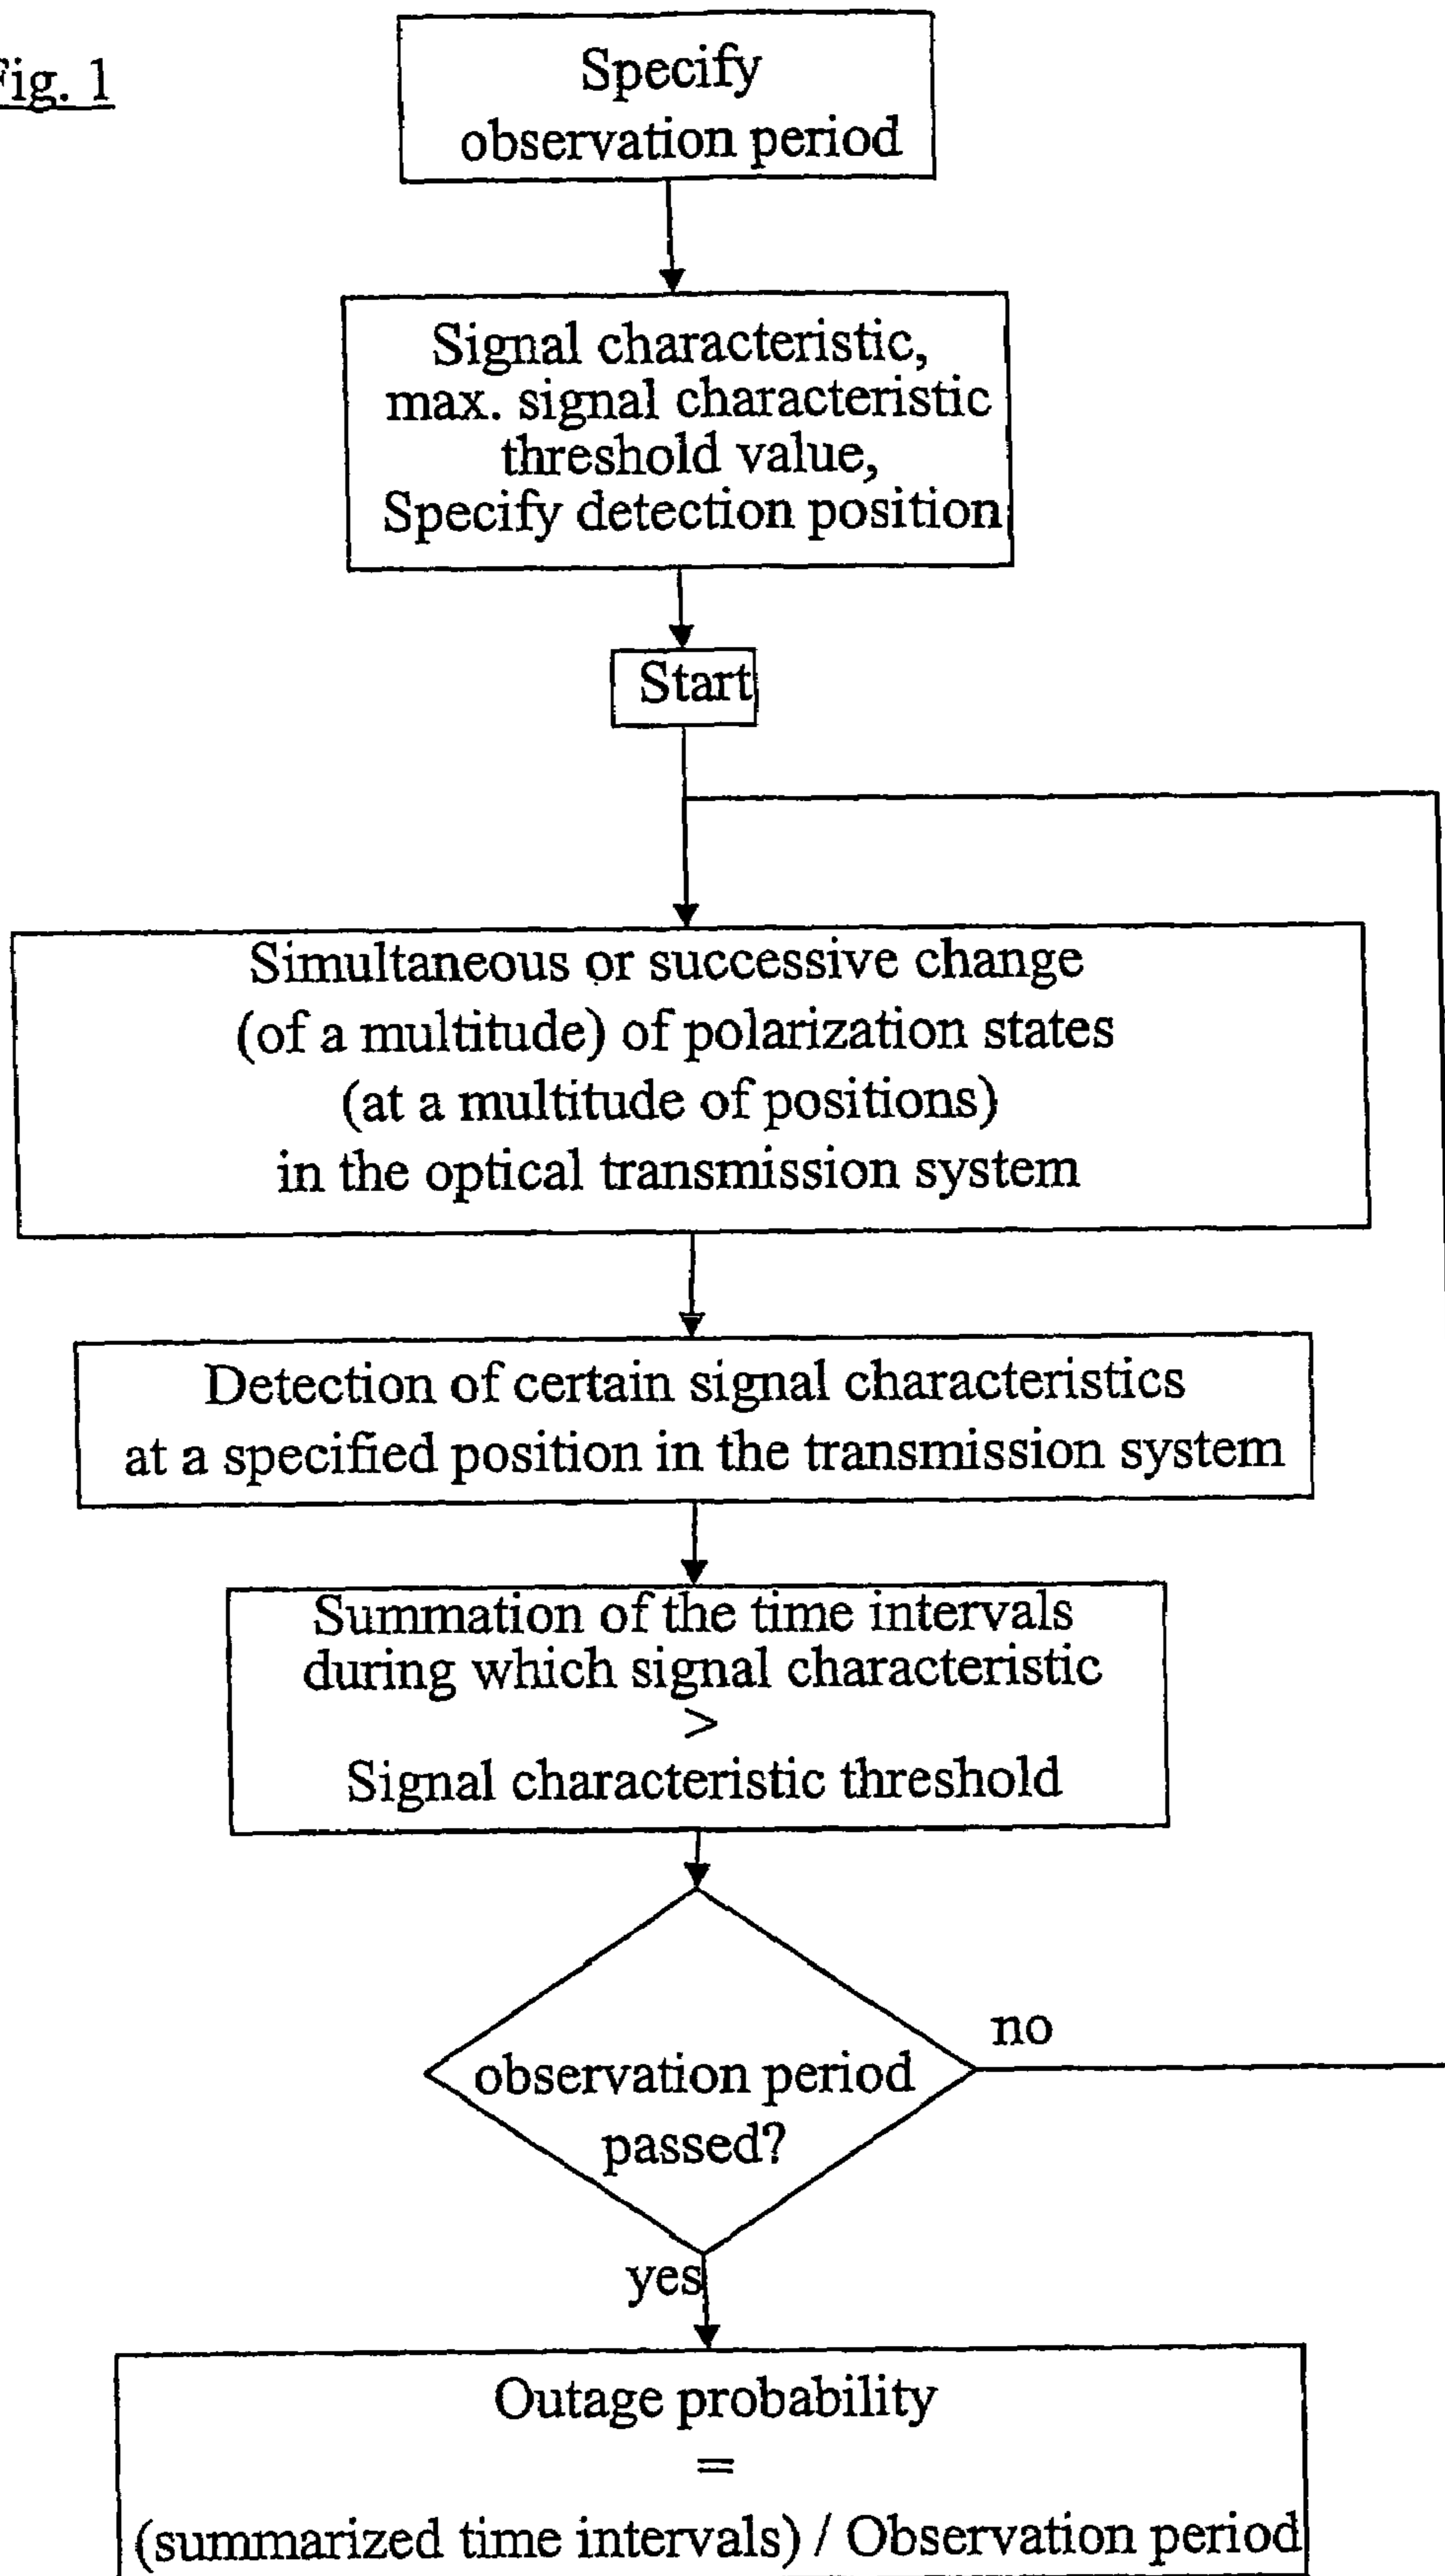 Fig. 1
Specify
observation period
Signal characteristic,
max. signal characteristic
threshold value,
Specify detection position
Start
Simultaneous or successive change
(of a multitude) of polarization states
(at a multitude of positions)
in the optical transmission system
Detection of certain signal characteristics
at a specified position in the transmission system
Summation of the time intervals
during which signal characteristic
>
Signal characteristic threshold
observation period
passed?
no
yes
Outage probability
=
(summarized time intervals) / Observation period